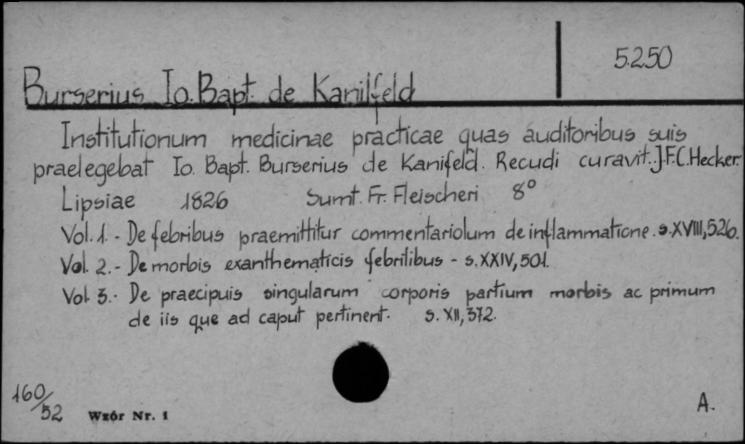 5.250
Burserius Io. Bapt. de Kanilfeld
Institutionum medicinae practicae quas auditoribus suis
praelegebat Io. Bapt. Burserius de Kanifeld. Recudi curavit. J.F.C. Hecker.
Lipsiae 1826 Sumt. Fr. Fleischeri 8°
Vol. 1. - De febribus praemittitur commentariolum de inflammatione. s. XVIII, 526.
Vol. 2. - De morbis exanthematicis febrilibus - s. XXIV, 501.
Vol. 3. - De praecipuis singularum corporis partium morbis ac primum
de iis que ad caput pertinent. s. XII, 372.
160/52 Wzór Nr. 1 A.